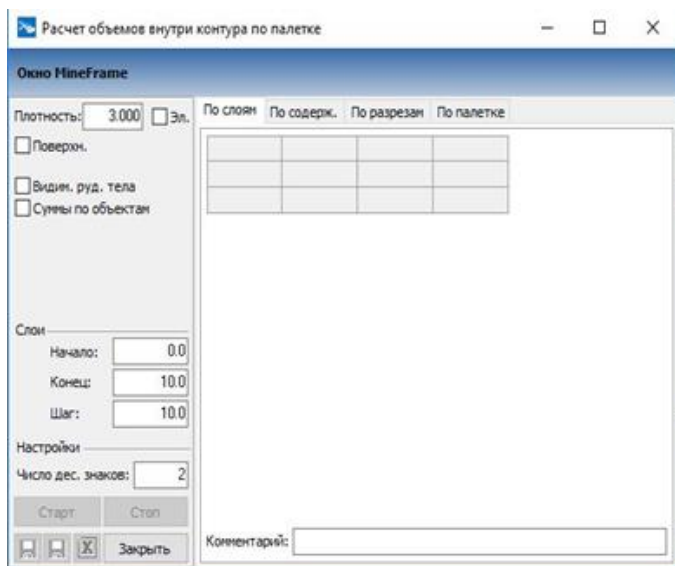 Расчет объемов внутри контура по палетке
Окно MineFrame
Плотность: 3.000 Эл.
Поверхн.
Видим. руд. тела
Суммы по объектам
Слои
Начало: 0.0
Конец: 10.0
Шаг: 10.0
Настройки
Число дес. знаков: 2
Старт Стоп
Закрыть
По слоям По содерж. По разрезам По палетке
Комментарий: